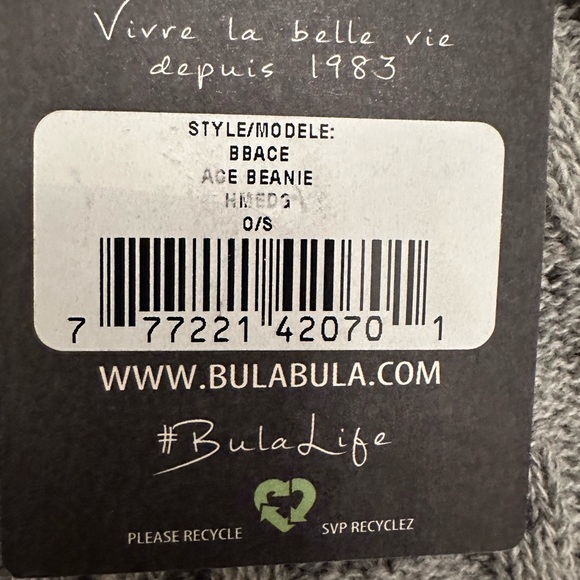 Vivre la belle vie
depuis 1983
STYLE/MODELE:
BBACE
ACE BEANIE
HMEDG
O/S
7 77221 42070 1
WWW.BULABULA.COM
#BulaLife
PLEASE RECYCLE SVP RECYCLEZ